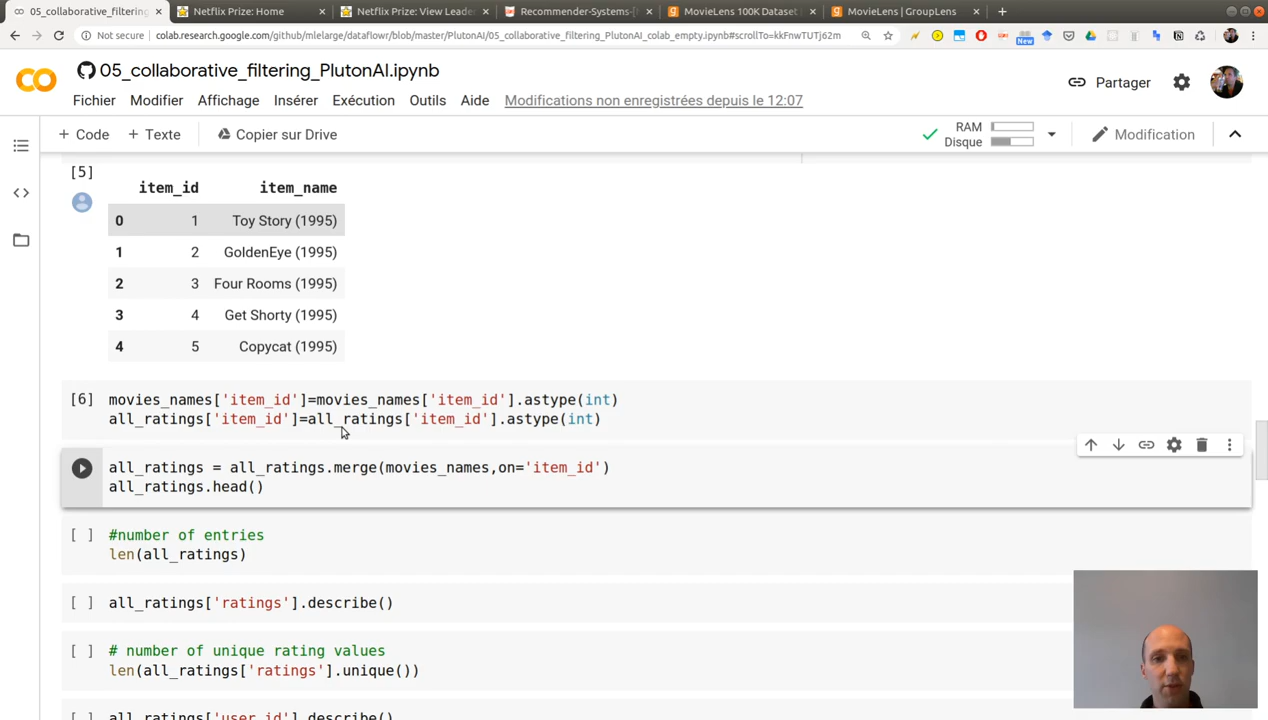 05_collaborative_filtering
Netflix Prize: Home
Netflix Prize: View Leade
Recommender-Systems-[
MovieLens 100K Dataset
MovieLens | GroupLens
Not secure
colab.research.google.com/github/mlelarge/dataflowr/blob/master/PlutonAI/05_collaborative_filtering_PlutonAI_colab_empty.ipynb#scrollTo=kkFnwTUTj62m
New
05_collaborative_filtering_PlutonAI.ipynb
Partager
Fichier Modifier Affichage Insérer Exécution Outils Aide Modifications non enregistrées depuis le 12:07
+ Code + Texte Copier sur Drive
RAM
Disque
Modification
[5]
item_id item_name
0 1 Toy Story (1995)
1 2 GoldenEye (1995)
2 3 Four Rooms (1995)
3 4 Get Shorty (1995)
4 5 Copycat (1995)
[6] movies_names['item_id']=movies_names['item_id'].astype(int)
all_ratings['item_id']=all_ratings['item_id'].astype(int)
all_ratings = all_ratings.merge(movies_names,on='item_id')
all_ratings.head()
[ ] #number of entries
len(all_ratings)
[ ] all_ratings['ratings'].describe()
[ ] # number of unique rating values
len(all_ratings['ratings'].unique())
all_ratings['user_id'].describe()